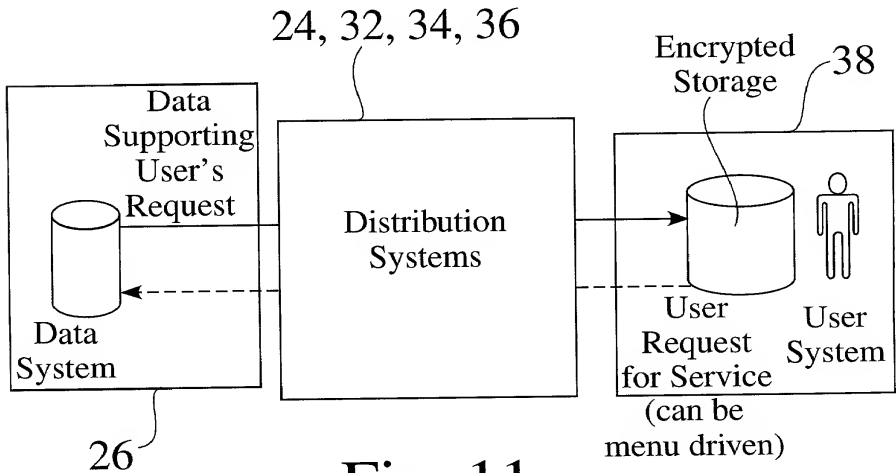 24, 32, 34, 36
Encrypted
Storage
38
Data
Supporting
User's
Request
Distribution
Systems
Data
System
User
Request
for Service
(can be
menu driven)
User
System
26
Fig. 11